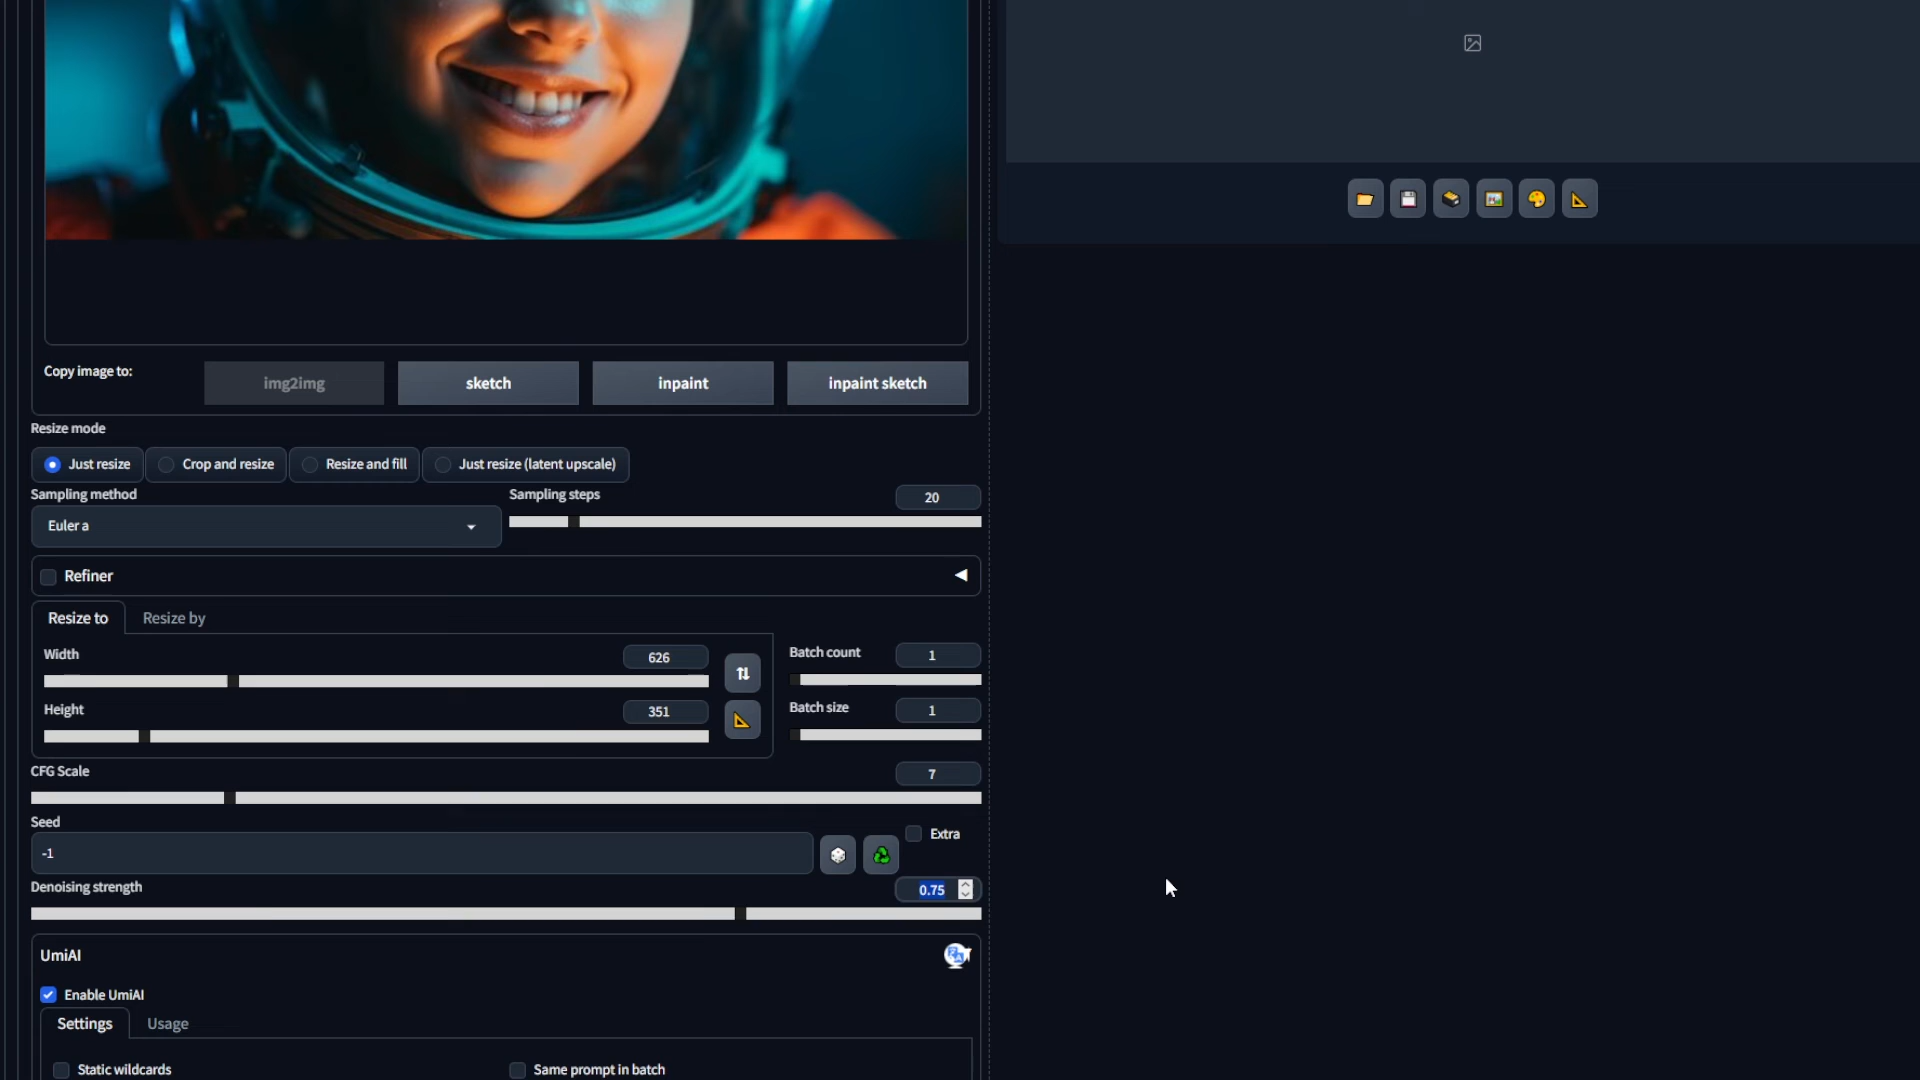 Copy image to:
img2img
sketch
inpaint
inpaint sketch
Resize mode
Just resize
Crop and resize
Resize and fill
Just resize (latent upscale)
Sampling method
Sampling steps
20
Euler a
Refiner
Resize to
Resize by
Width
626
Batch count
1
Height
351
Batch size
1
CFG Scale
7
Seed
Extra
-1
Denoising strength
0.75
UmiAI
Enable UmiAI
Settings
Usage
Static wildcards
Same prompt in batch